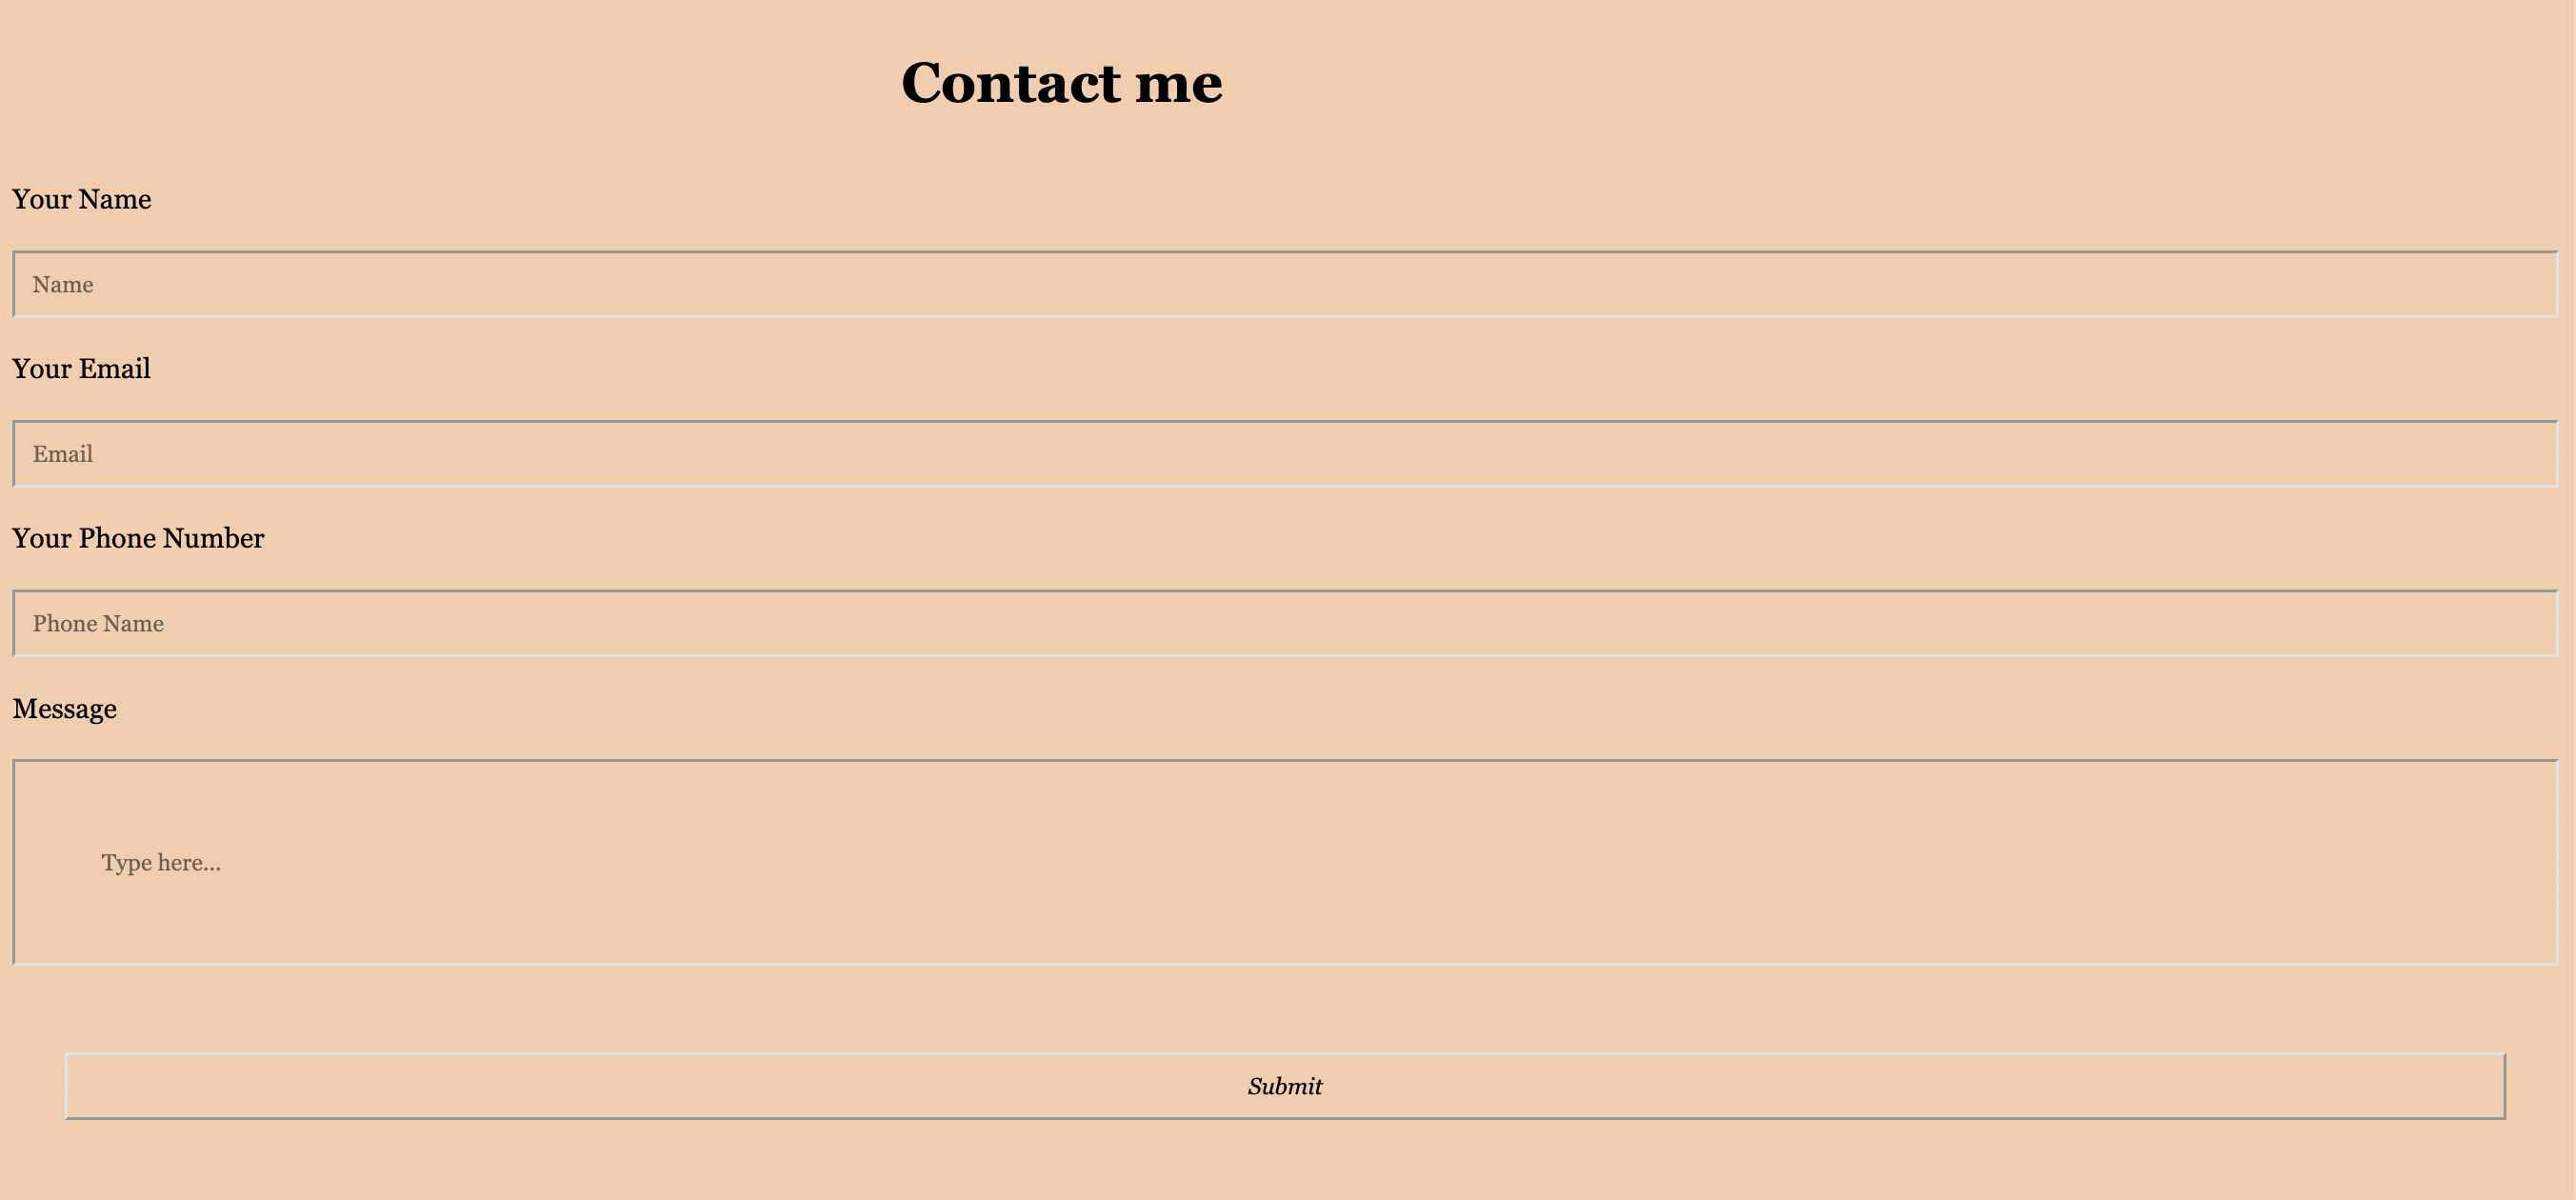 Contact me
Your Name
Name
Your Email
Email
Your Phone Number
Phone Name
Message
Type here...
Submit